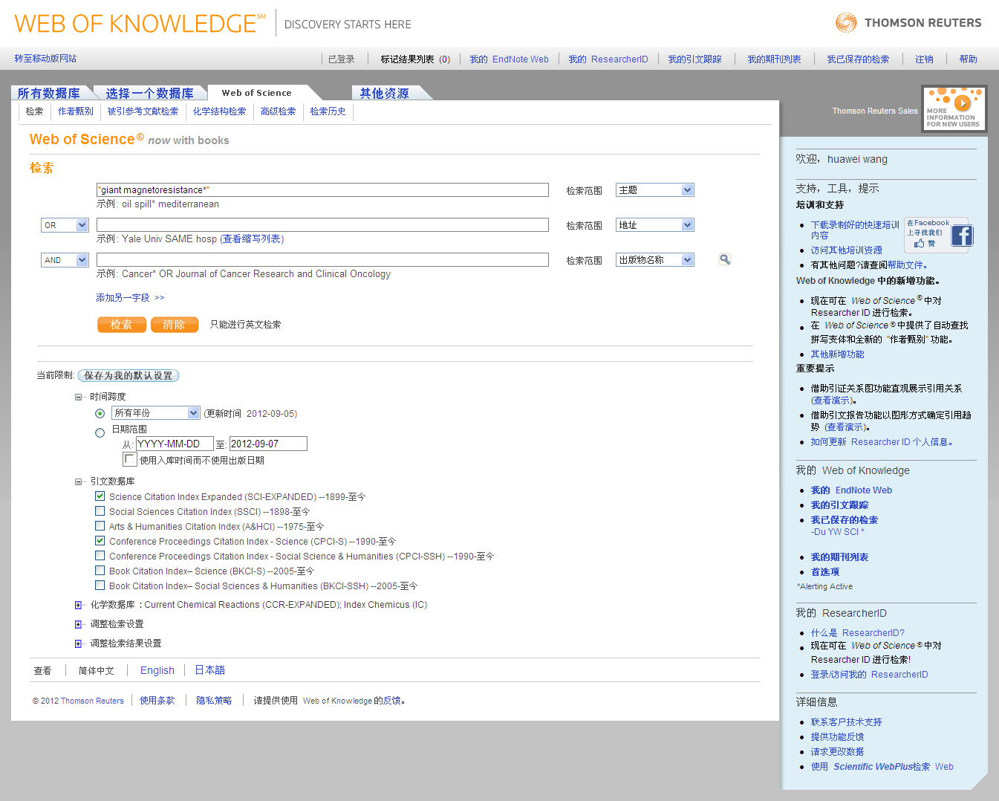 WEB OF KNOWLEDGE℠ DISCOVERY STARTS HERE
THOMSON REUTERS
转至移动版网站
已登录 标记结果列表 (0) 我的 EndNote Web 我的 ResearcherID 我的引文跟踪 我的期刊列表 我已保存的检索 注销 帮助
所有数据库 选择一个数据库 Web of Science 其他资源
检索 作者甄别 被引参考文献检索 化学结构检索 高级检索 检索历史
Web of Science® now with books
检索
"giant magnetoresistance*" 检索范围 主题
示例: oil spill* mediterranean
OR 检索范围 地址
示例: Yale Univ SAME hosp (查看缩写列表)
AND 检索范围 出版物名称
示例: Cancer* OR Journal of Cancer Research and Clinical Oncology
添加另一字段 >>
检索 清除 只能进行英文检索
当前限制: 保存为我的默认设置
时间跨度
所有年份 (更新时间 2012-09-05)
日期范围
从: YYYY-MM-DD 至: 2012-09-07
使用入库时间而不使用出版日期
引文数据库
Science Citation Index Expanded (SCI-EXPANDED) --1899-至今
Social Sciences Citation Index (SSCI) --1898-至今
Arts & Humanities Citation Index (A&HCI) --1975-至今
Conference Proceedings Citation Index - Science (CPCI-S) --1990-至今
Conference Proceedings Citation Index - Social Science & Humanities (CPCI-SSH) --1990-至今
Book Citation Index– Science (BKCI-S) --2005-至今
Book Citation Index– Social Sciences & Humanities (BKCI-SSH) --2005-至今
化学数据库 : Current Chemical Reactions (CCR-EXPANDED); Index Chemicus (IC)
调整检索设置
调整检索结果设置
查看 简体中文 English 日本語
© 2012 Thomson Reuters 使用条款 隐私策略 请提供使用 Web of Knowledge 的反馈。
Thomson Reuters Sales
MORE
INFORMATION
FOR NEW USERS
欢迎, huawei wang
支持, 工具, 提示
培训和支持
下载录制好的快速培训
内容
访问其他培训资源
在Facebook
上寻找我们
赞
有其他问题?请查阅帮助文件。
Web of Knowledge 中的新增功能。
现在可在 Web of Science®中对
Researcher ID 进行检索。
在 Web of Science®中提供了自动查找
拼写变体和全新的 "作者甄别" 功能。
其他新增功能
重要提示
借助引证关系图功能直观展示引用关系
(查看演示)。
借助引文报告功能以图形方式确定引用趋
势 (查看演示)。
如何更新 Researcher ID 个人信息。
我的 Web of Knowledge
我的 EndNote Web
我的引文跟踪
我已保存的检索
-Du YW SCI *
我的期刊列表
首选项
*Alerting Active
我的 ResearcherID
什么是 ResearcherID?
现在可在 Web of Science®中对
Researcher ID 进行检索!
登录/访问我的 ResearcherID
详细信息
联系客户技术支持
提供功能反馈
请求更改数据
使用 Scientific WebPlus检索 Web